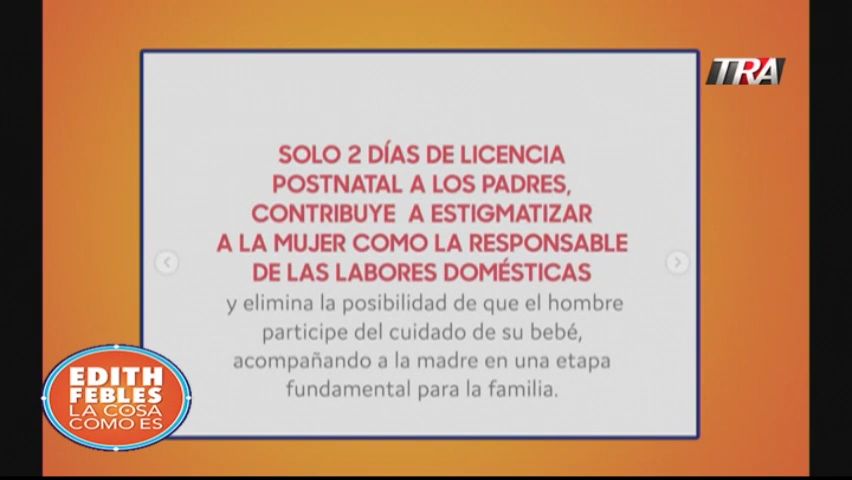 TRA
SOLO 2 DÍAS DE LICENCIA
POSTNATAL A LOS PADRES,
CONTRIBUYE A ESTIGMATIZAR
A LA MUJER COMO LA RESPONSABLE
DE LAS LABORES DOMÉSTICAS
y elimina la posibilidad de que el hombre
participe del cuidado de su bebé,
acompañando a la madre en una etapa
fundamental para la familia.
EDITH
FEBLES
LA COSA
COMO ES